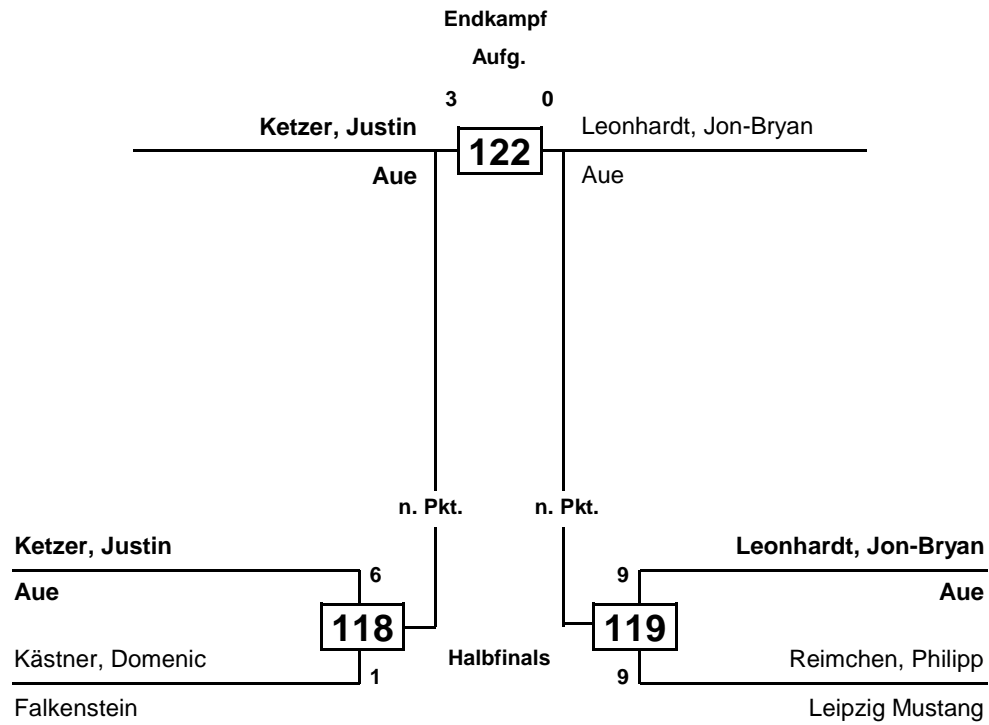 Endkampf
Aufg.
3 0
Ketzer, Justin 122 Leonhardt, Jon-Bryan
Aue Aue
n. Pkt. n. Pkt.
Ketzer, Justin Leonhardt, Jon-Bryan
6 9
Aue Aue
118 119
Kästner, Domenic Halbfinals Reimchen, Philipp
1 9
Falkenstein Leipzig Mustang